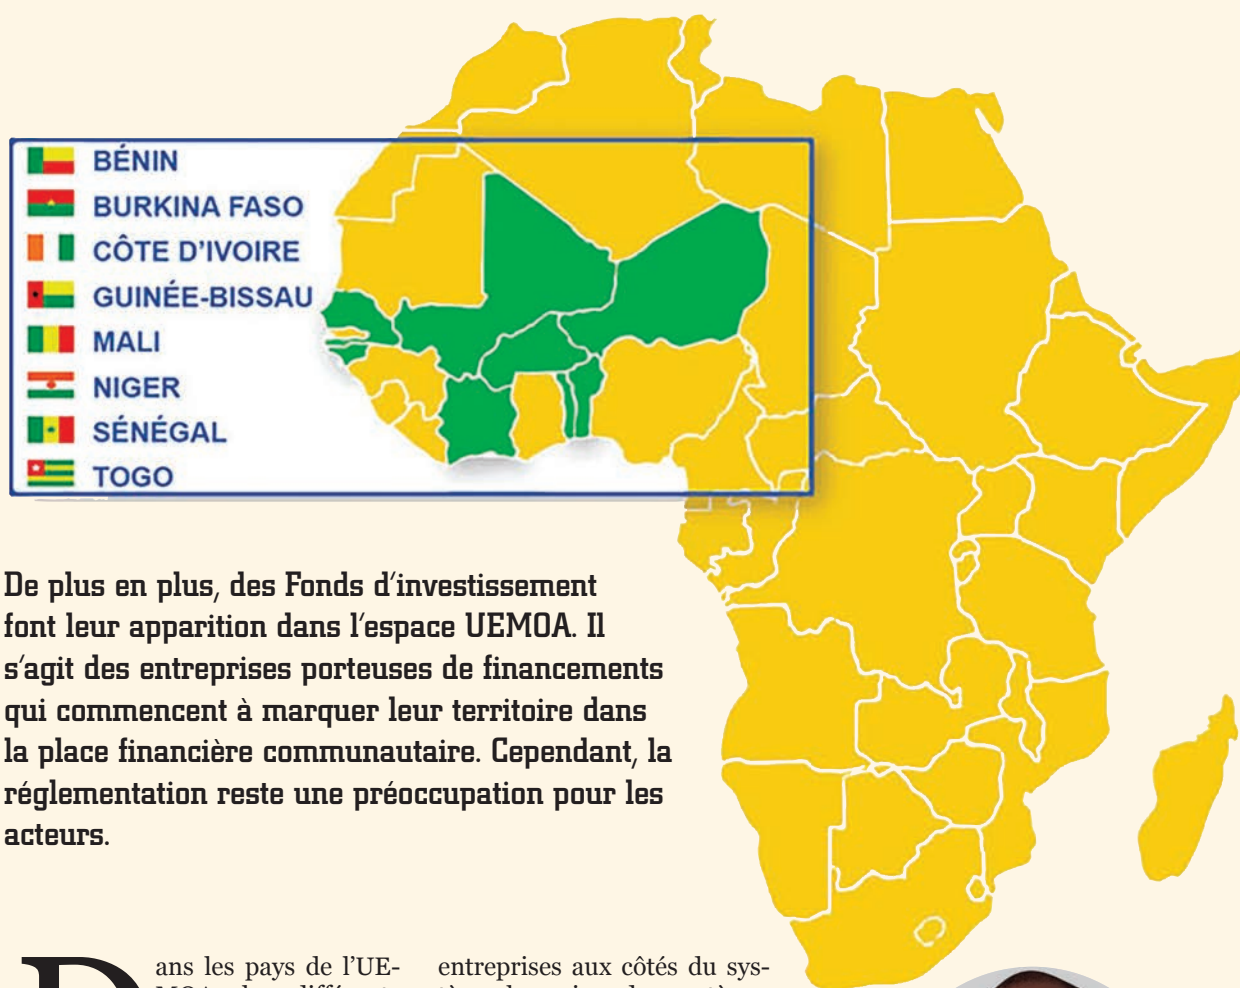 BÉNIN
BURKINA FASO
CÔTE D'IVOIRE
GUINÉE-BISSAU
MALI
NIGER
SÉNÉGAL
TOGO
De plus en plus, des Fonds d'investissement
font leur apparition dans l'espace UEMOA. Il
s'agit des entreprises porteuses de financements
qui commencent à marquer leur territoire dans
la place financière communautaire. Cependant, la
réglementation reste une préoccupation pour les
acteurs.
Dans les pays de l'UE-
entreprises aux côtés du sys-